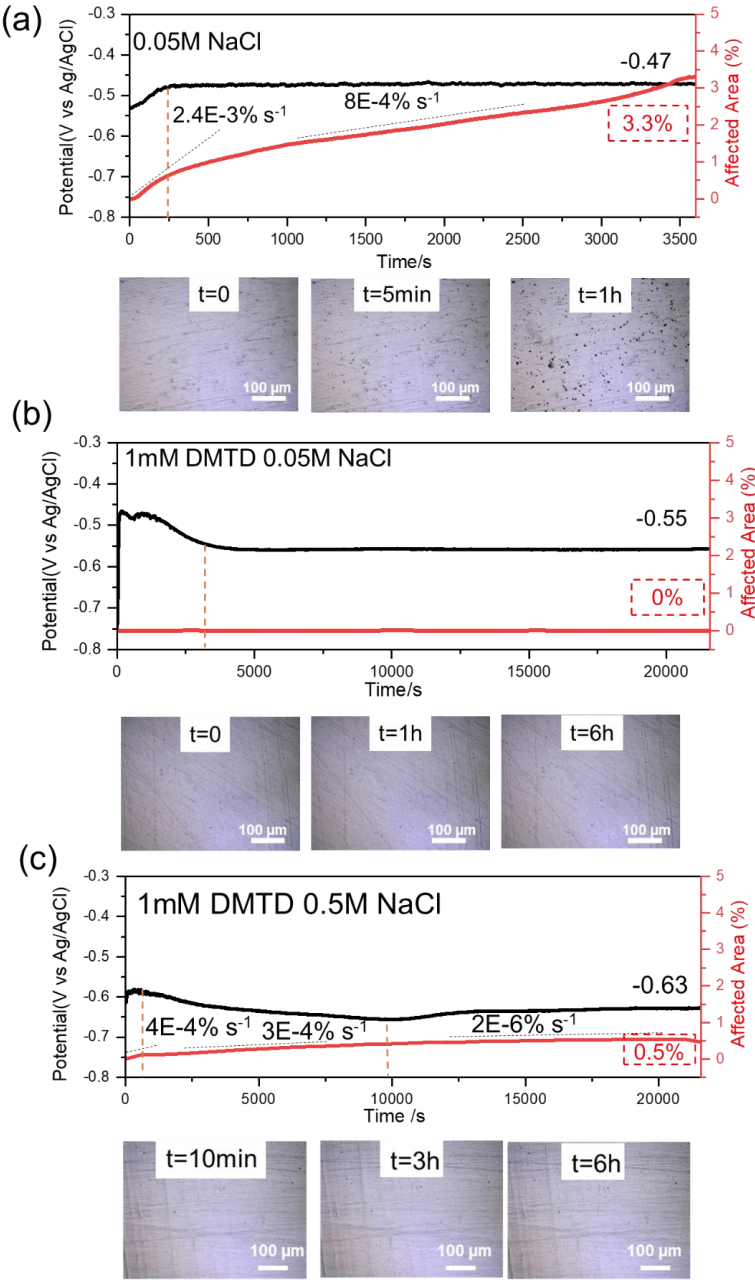 (a)
0.05M NaCl
-0.47
2.4E-3% s⁻¹
8E-4% s⁻¹
3.3%
Potential(V vs Ag/AgCl)
-0.3
-0.4
-0.5
-0.6
-0.7
-0.8
Affected Area (%)
5
4
3
2
1
0
0 500 1000 1500 2000 2500 3000 3500
Time/s
t=0 t=5min t=1h
100 µm 100 µm 100 µm
(b)
1mM DMTD 0.05M NaCl
-0.55
0%
Potential(V vs Ag/AgCl)
-0.3
-0.4
-0.5
-0.6
-0.7
-0.8
Affected Area (%)
5
4
3
2
1
0
0 5000 10000 15000 20000
Time/s
t=0 t=1h t=6h
100 µm 100 µm 100 µm
(c)
1mM DMTD 0.5M NaCl
-0.63
4E-4% s⁻¹
3E-4% s⁻¹
2E-6% s⁻¹
0.5%
Potential(V vs Ag/AgCl)
-0.3
-0.4
-0.5
-0.6
-0.7
-0.8
Affected Area (%)
5
4
3
2
1
0
0 5000 10000 15000 20000
Time /s
t=10min t=3h t=6h
100 µm 100 µm 100 µm